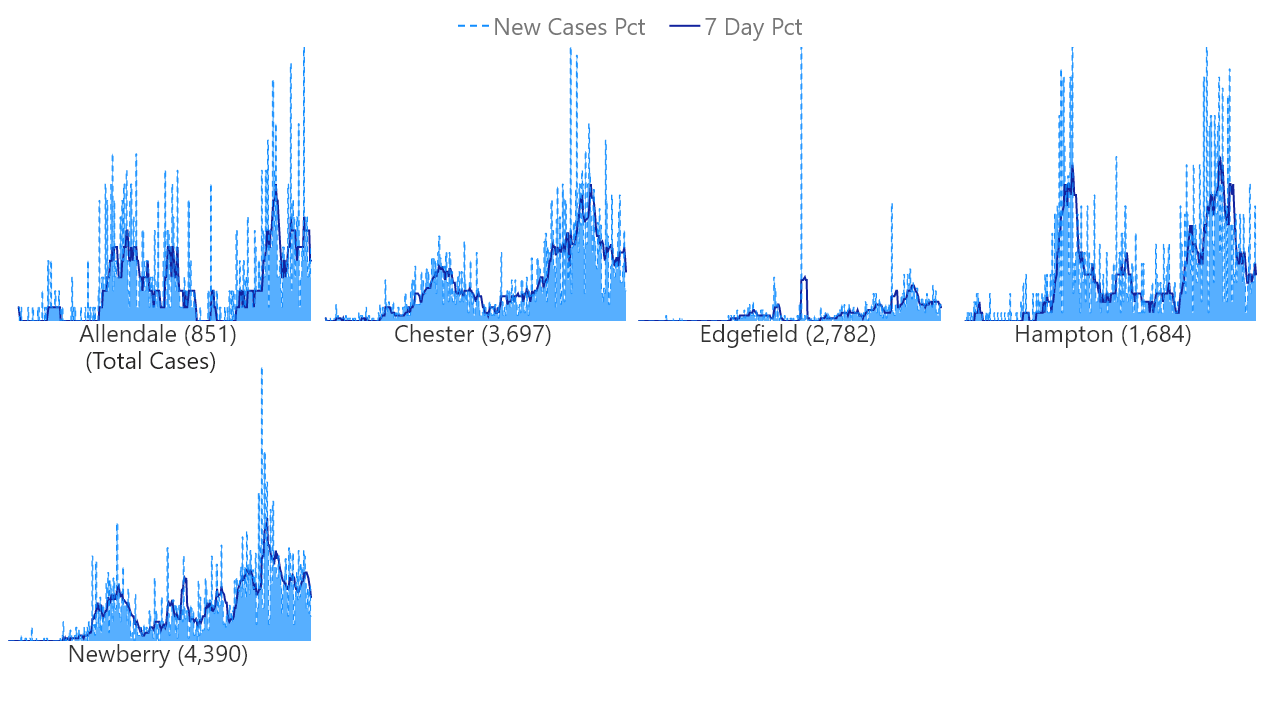 New Cases Pct 7 Day Pct
Allendale (851)
(Total Cases)
Chester (3,697)
Edgefield (2,782)
Hampton (1,684)
Newberry (4,390)